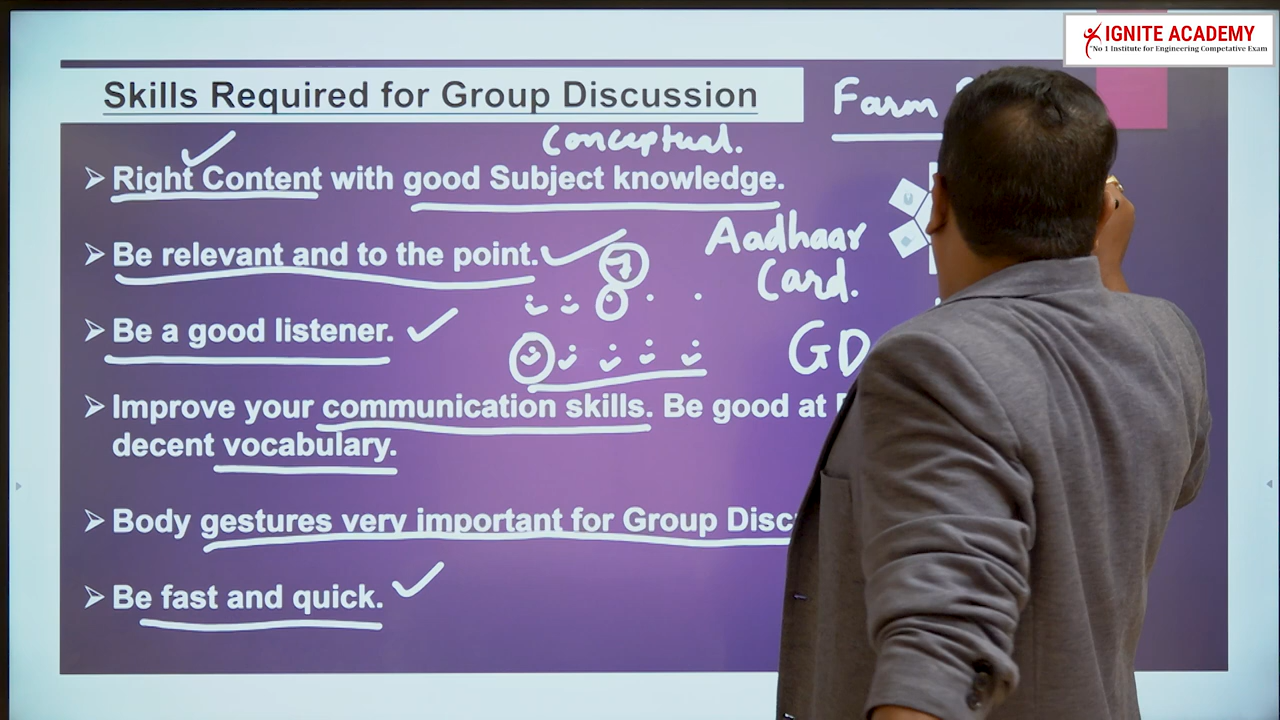 IGNITE ACADEMY
"No 1 Institute for Engineering Competative Exam
Skills Required for Group Discussion
Farm
Conceptual.
Right Content with good Subject knowledge.
Aadhaar
Card.
Be relevant and to the point.
Be a good listener.
GD
Improve your communication skills. Be good at
decent vocabulary.
Body gestures very important for Group
Be fast and quick.